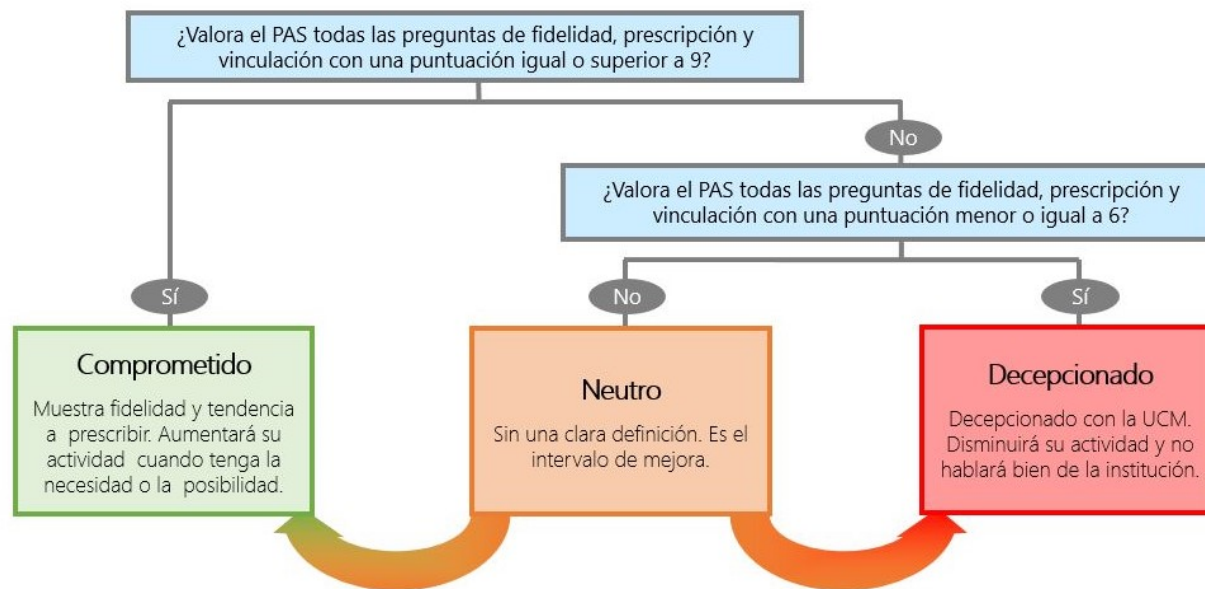 ¿Valora el PAS todas las preguntas de fidelidad, prescripción y
vinculación con una puntuación igual o superior a 9?
No
¿Valora el PAS todas las preguntas de fidelidad, prescripción y
vinculación con una puntuación menor o igual a 6?
Sí
No
Sí
Comprometido
Muestra fidelidad y tendencia
a prescribir. Aumentará su
actividad cuando tenga la
necesidad o la posibilidad.
Neutro
Sin una clara definición. Es el
intervalo de mejora.
Decepcionado
Decepcionado con la UCM.
Disminuirá su actividad y no
hablará bien de la institución.